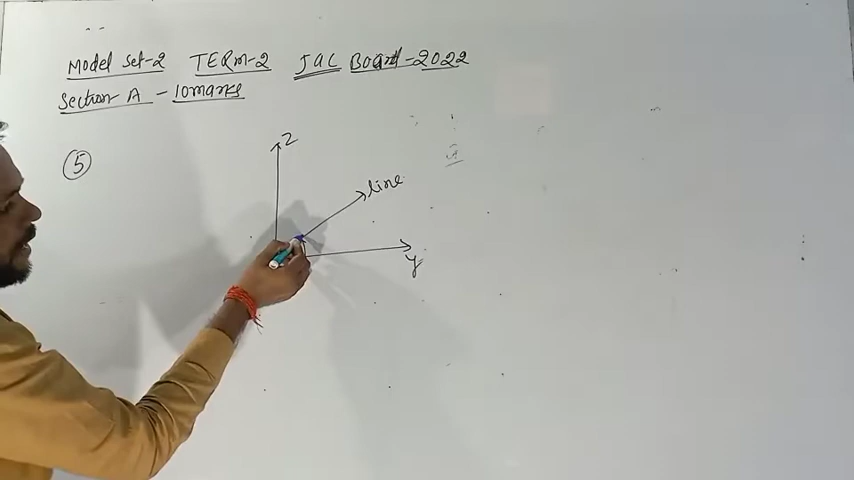 Model Set-2 TERM-2 JAC Board-2022
Section A - 10marks
5
Z
line
y